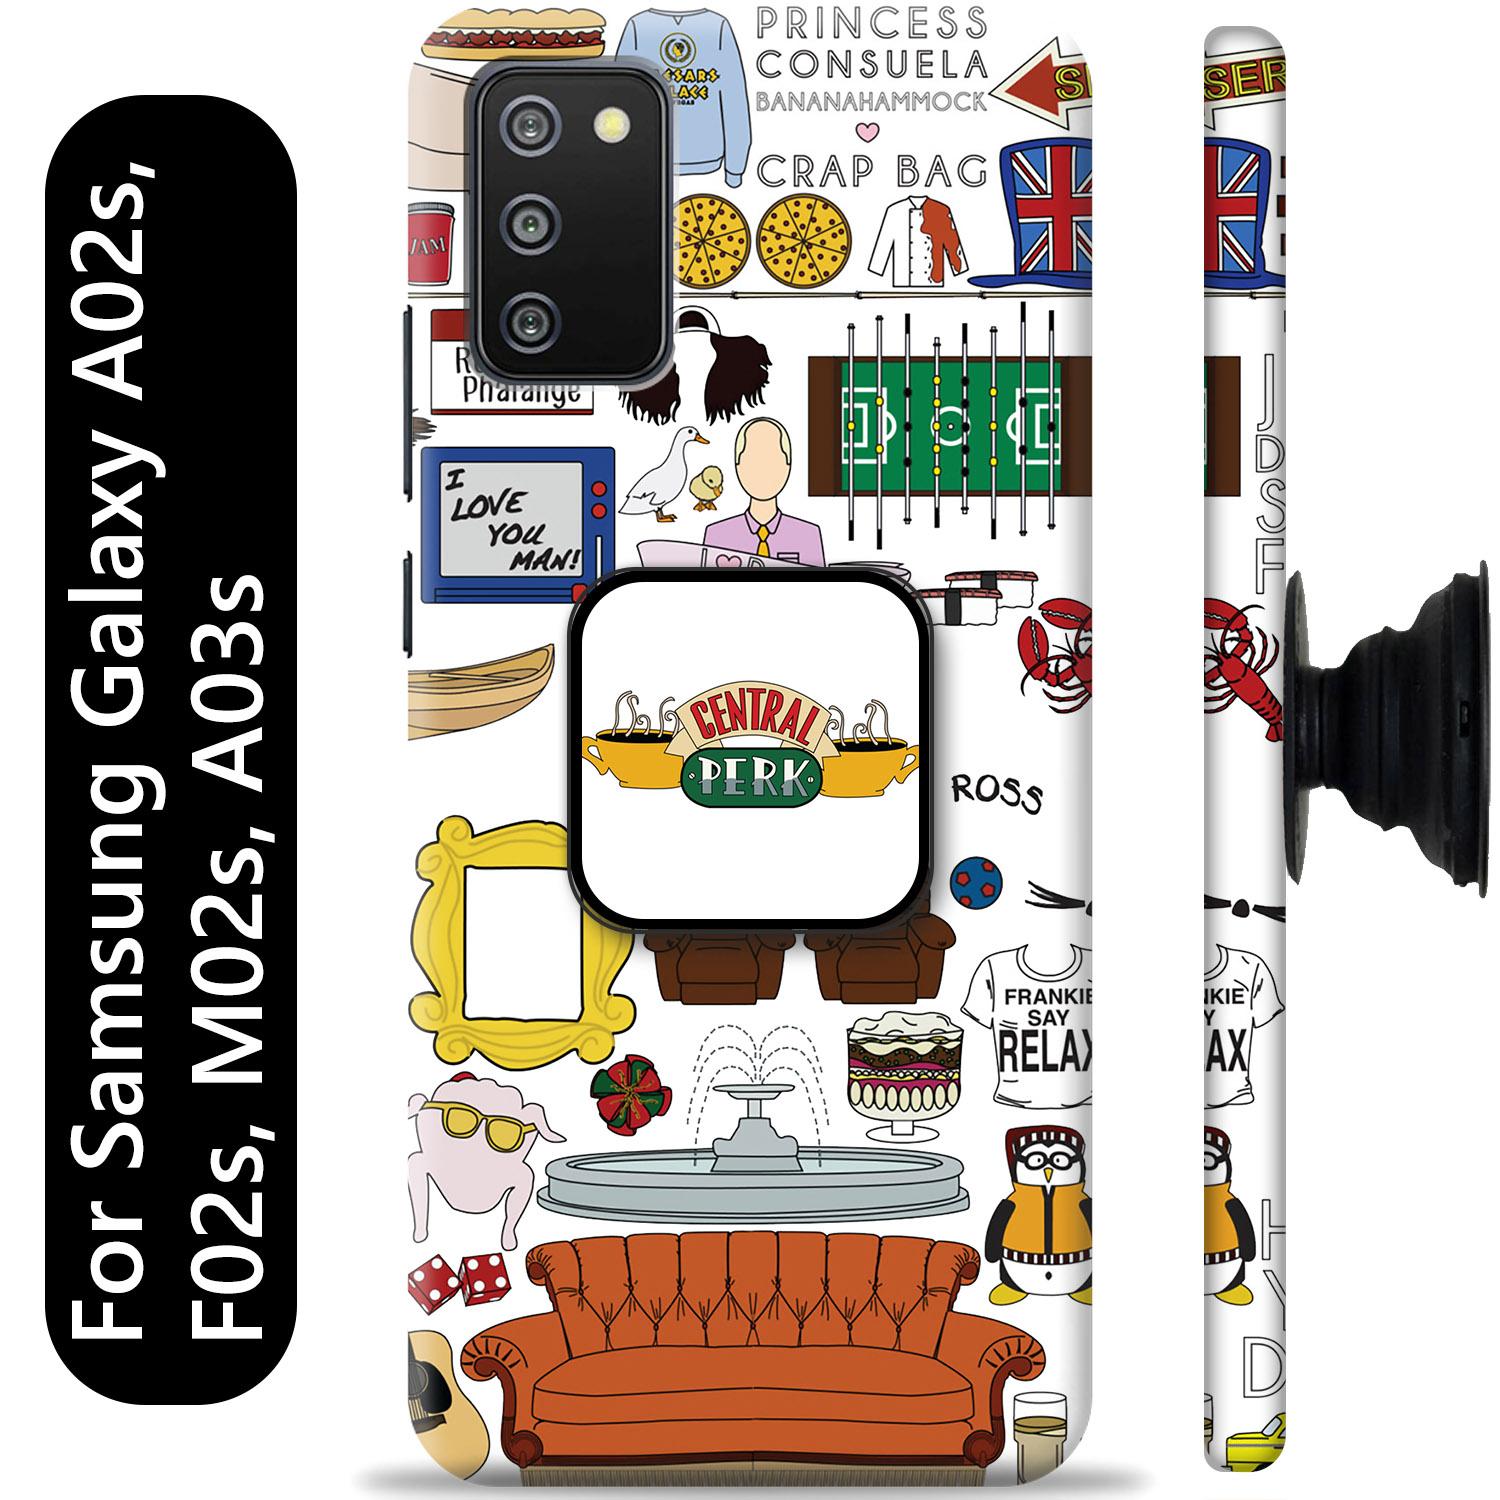 For Samsung Galaxy A02s,
F02s, M02s, A03s
PRINCESS
CONSUELA
BANANAHAMMOCK
CRAP BAG
JAM
Phalange
I
LOVE
YOU
MAN!
CENTRAL
PERK
ROSS
FRANKIE
SAY
RELAX